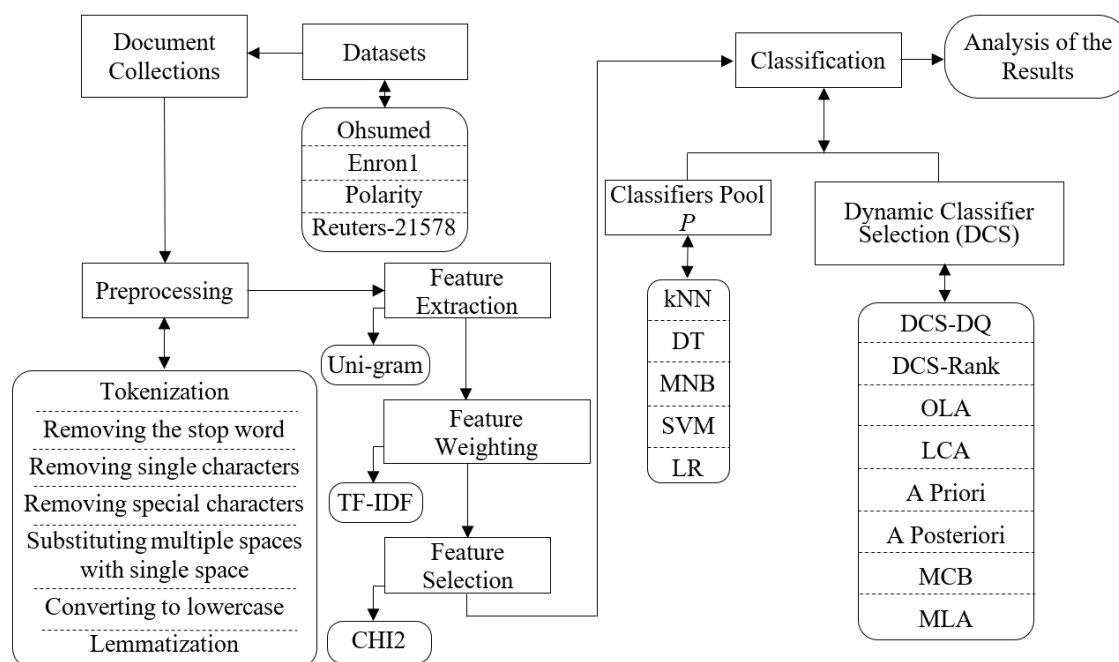 Document
Collections
Datasets
Ohsumed
Enron1
Polarity
Reuters-21578
Preprocessing
Tokenization
Removing the stop word
Removing single characters
Removing special characters
Substituting multiple spaces
with single space
Converting to lowercase
Lemmatization
Feature
Extraction
Uni-gram
Feature
Weighting
TF-IDF
Feature
Selection
CHI2
Classification
Analysis of the
Results
Classifiers Pool
P
kNN
DT
MNB
SVM
LR
Dynamic Classifier
Selection (DCS)
DCS-DQ
DCS-Rank
OLA
LCA
A Priori
A Posteriori
MCB
MLA